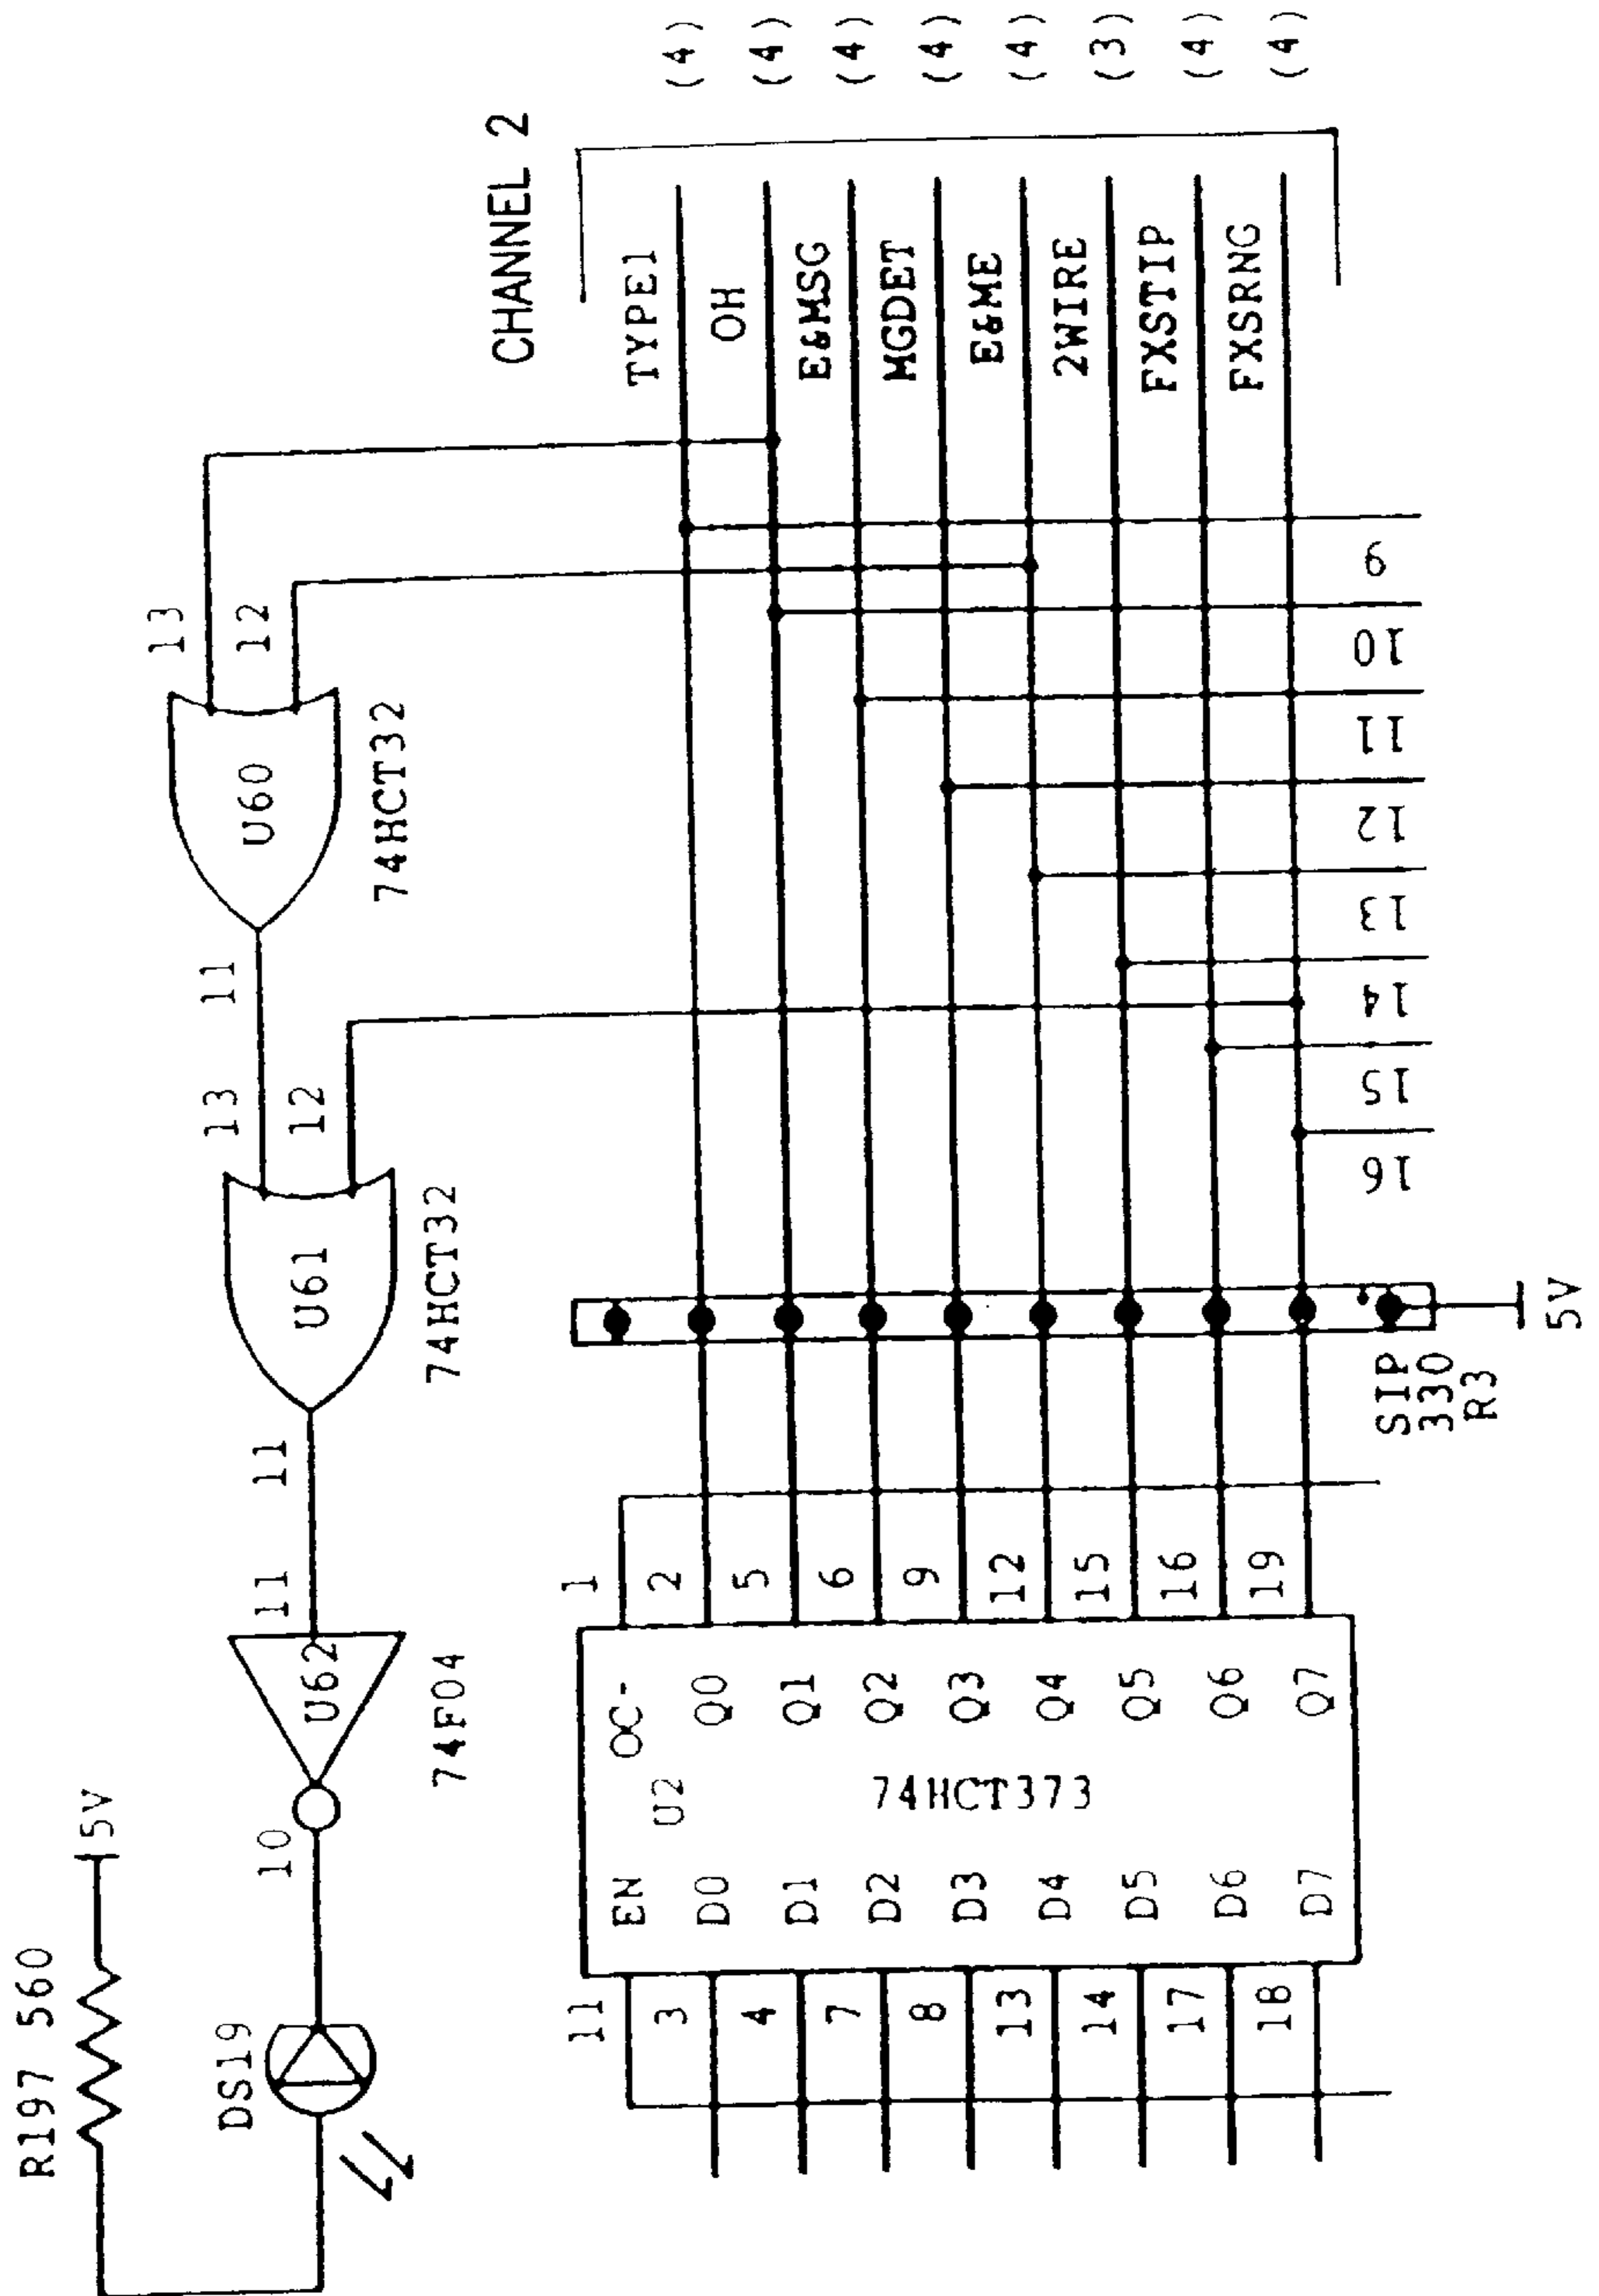 R197 560
5V
DS19
10
U62
74F04
11
11
U61
74HCT32
13
12
11
U60
74HCT32
13
12
CHANNEL 2
TYPE1
OH
E&MSG
MGDET
E&ME
2WIRE
FXSTIP
FXSRNG
(4)
(4)
(4)
(4)
(4)
(3)
(4)
(4)
11
3
4
7
8
13
14
17
18
EN
D0
D1
D2
D3
D4
D5
D6
D7
U2
74HCT373
OC-
Q0
Q1
Q2
Q3
Q4
Q5
Q6
Q7
1
2
5
6
9
12
15
16
19
SIP
330
R3
5V
16
15
14
13
12
11
10
9